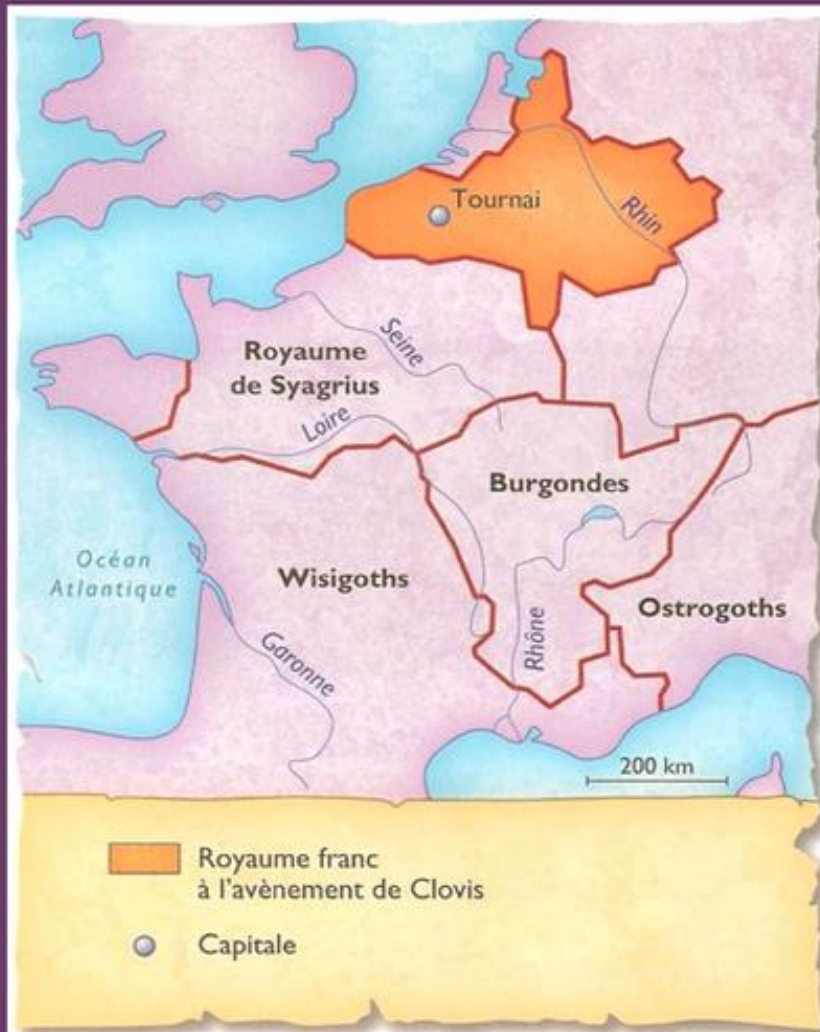 Tournai
Rhin
Seine
Royaume
de Syagrius
Loire
Burgondes
Océan
Atlantique
Wisigoths
Ostrogoths
Rhône
Garonne
200 km
Royaume franc
à l'avènement de Clovis
Capitale